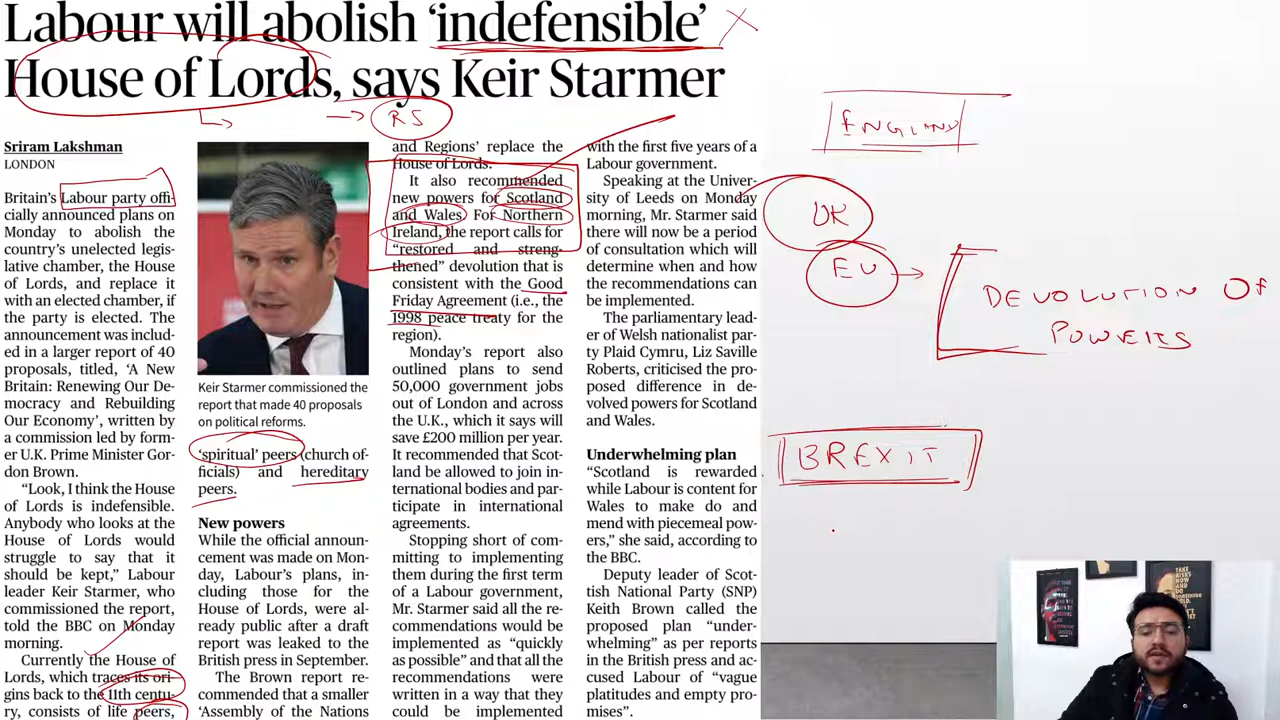 Labour will abolish ‘indefensible’
House of Lords, says Keir Starmer
RS
Sriram Lakshman
LONDON
Britain’s Labour party offi-
cially announced plans on
Monday to abolish the
country’s unelected legis-
lative chamber, the House
of Lords, and replace it
with an elected chamber, if
the party is elected. The
announcement was includ-
ed in a larger report of 40
proposals, titled, ‘A New
Britain: Renewing Our De-
mocracy and Rebuilding
Our Economy’, written by
a commission led by form-
er U.K. Prime Minister Gor-
don Brown.
“Look, I think the House
of Lords is indefensible.
Anybody who looks at the
House of Lords would
struggle to say that it
should be kept,” Labour
leader Keir Starmer, who
commissioned the report,
told the BBC on Monday
morning.
Currently the House of
Lords, which traces its ori-
gins back to the 11th centu-
ry, consists of life peers,
Keir Starmer commissioned the
report that made 40 proposals
on political reforms.
‘spiritual’ peers (church of-
ficials) and hereditary
peers.
New powers
While the official announ-
cement was made on Mon-
day, Labour’s plans, in-
cluding those for the
House of Lords, were al-
ready public after a draft
report was leaked to the
British press in September.
The Brown report re-
commended that a smaller
‘Assembly of the Nations
and Regions’ replace the
House of Lords.
It also recommended
new powers for Scotland
and Wales. For Northern
Ireland, the report calls for
“restored and streng-
thened” devolution that is
consistent with the Good
Friday Agreement (i.e., the
1998 peace treaty for the
region).
Monday’s report also
outlined plans to send
50,000 government jobs
out of London and across
the U.K., which it says will
save £200 million per year.
It recommended that Scot-
land be allowed to join in-
ternational bodies and par-
ticipate in international
agreements.
Stopping short of com-
mitting to implementing
them during the first term
of a Labour government,
Mr. Starmer said all the re-
commendations would be
implemented as “quickly
as possible” and that all the
recommendations were
written in a way that they
could be implemented
with the first five years of a
Labour government.
Speaking at the Univer-
sity of Leeds on Monday
morning, Mr. Starmer said
there will now be a period
of consultation which will
determine when and how
the recommendations can
be implemented.
The parliamentary lead-
er of Welsh nationalist par-
ty Plaid Cymru, Liz Saville
Roberts, criticised the pro-
posed difference in de-
volved powers for Scotland
and Wales.
Underwhelming plan
“Scotland is rewarded
while Labour is content for
Wales to make do and
mend with piecemeal pow-
ers,” she said, according to
the BBC.
Deputy leader of Scot-
tish National Party (SNP)
Keith Brown called the
proposed plan “under-
whelming” as per reports
in the British press and ac-
cused Labour of “vague
platitudes and empty pro-
mises”.
ENGLAND
UK
EU
DEVOLUTION OF
POWERS
BREXIT